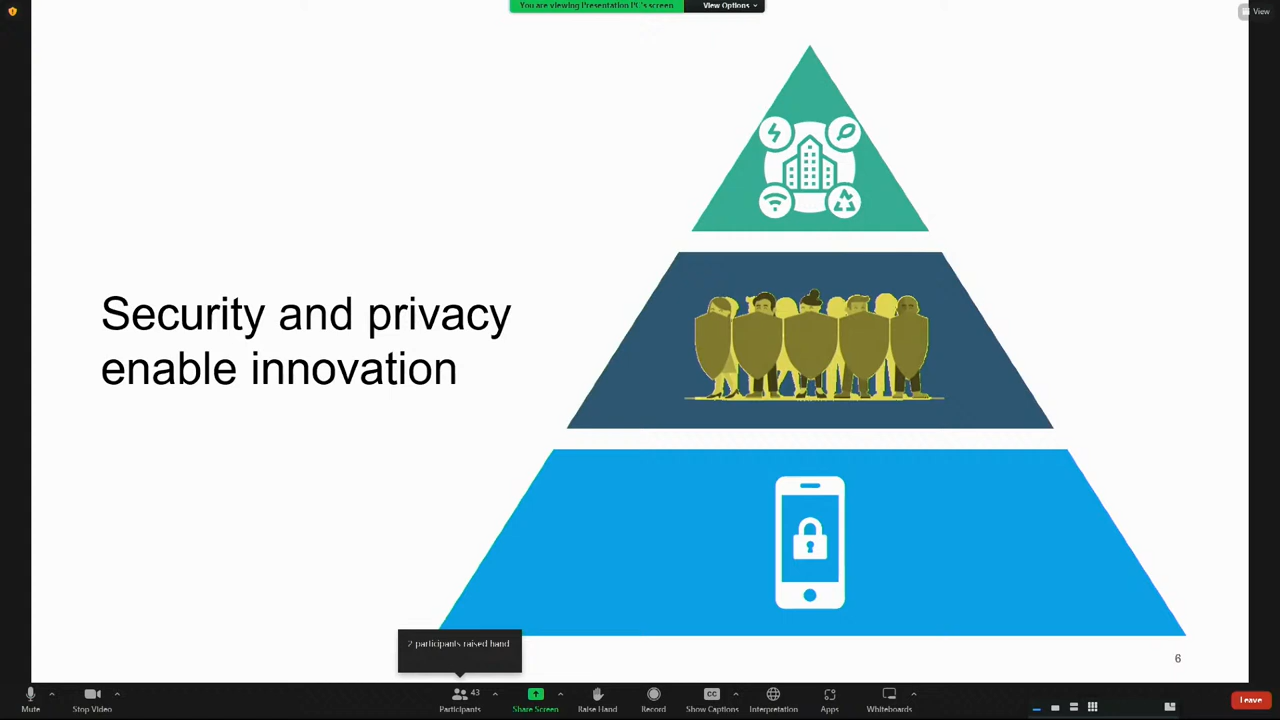 You are viewing Presentation PC's screen
View Options
View
Security and privacy
enable innovation
2 participants raised hand
6
Mute
Stop Video
43
Participants
Share Screen
Raise Hand
Record
CC
Show Captions
Interpretation
Apps
Whiteboards
Leave